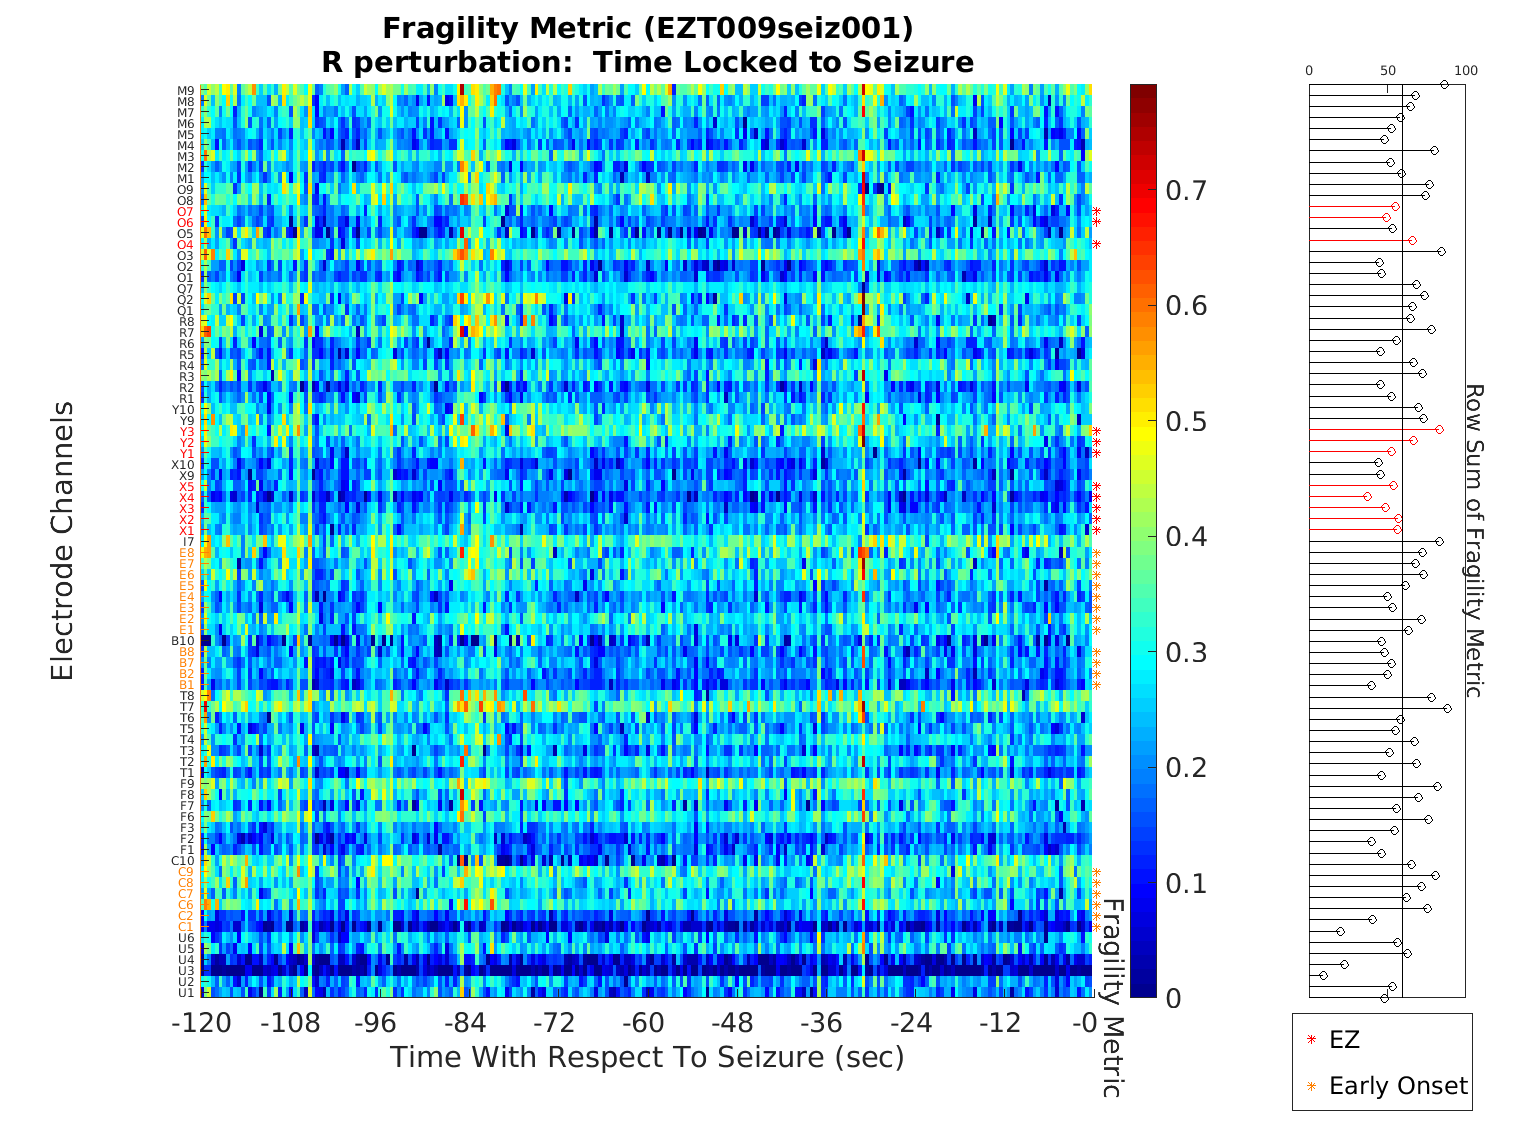 Fragility Metric (EZT009seiz001)
R perturbation:  Time Locked to Seizure
Electrode Channels
M9
M8
M7
M6
M5
M4
M3
M2
M1
O9
O8
O7
O6
O5
O4
O3
O2
O1
Q7
Q2
Q1
R8
R7
R6
R5
R4
R3
R2
R1
Y10
Y9
Y3
Y2
Y1
X10
X9
X5
X4
X3
X2
X1
I7
E8
E7
E6
E5
E4
E3
E2
E1
B10
B8
B7
B2
B1
T8
T7
T6
T5
T4
T3
T2
T1
F9
F8
F7
F6
F3
F2
F1
C10
C9
C8
C7
C6
C2
C1
U6
U5
U4
U3
U2
U1
-120 -108 -96 -84 -72 -60 -48 -36 -24 -12 -0
Time With Respect To Seizure (sec)
0.7
0.6
0.5
0.4
0.3
0.2
0.1
0
Fragility Metric
0 50 100
Row Sum of Fragility Metric
EZ
Early Onset